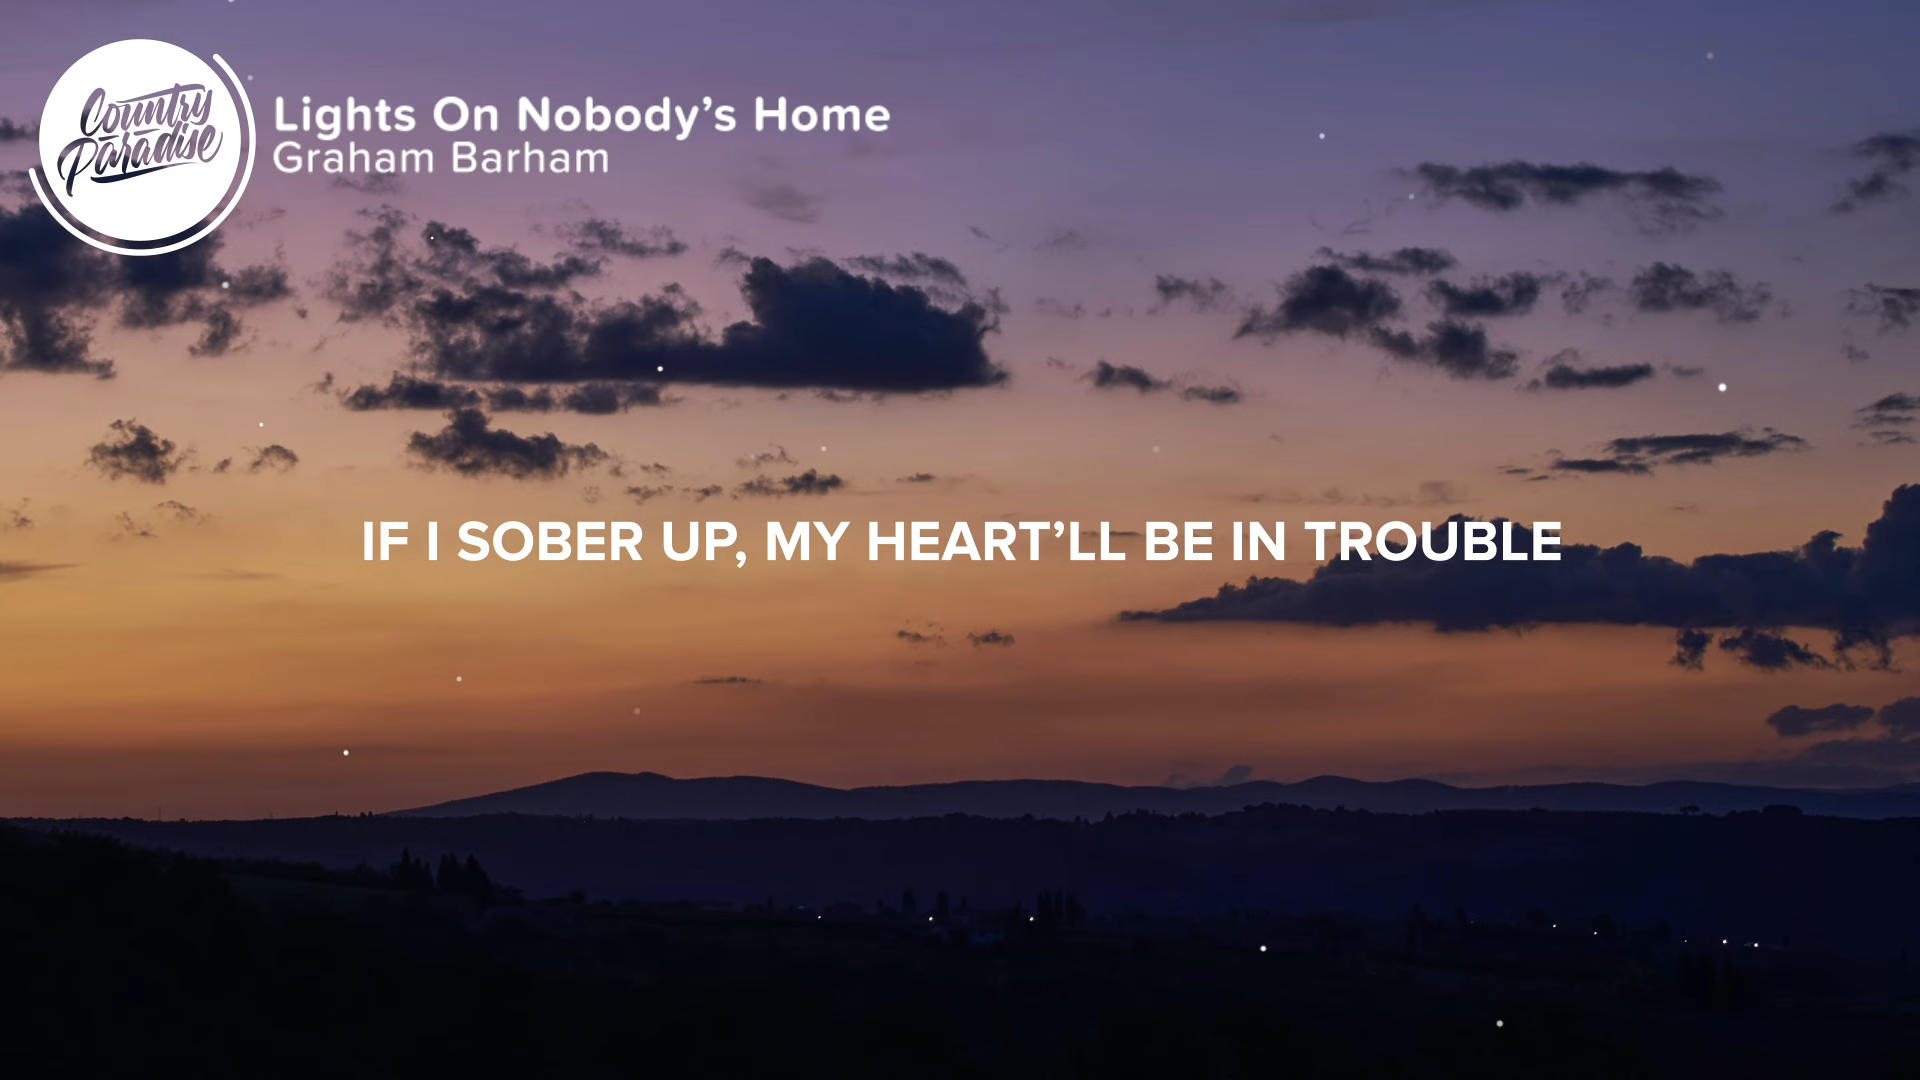 Country
Paradise
Lights On Nobody’s Home
Graham Barham
IF I SOBER UP, MY HEART’LL BE IN TROUBLE